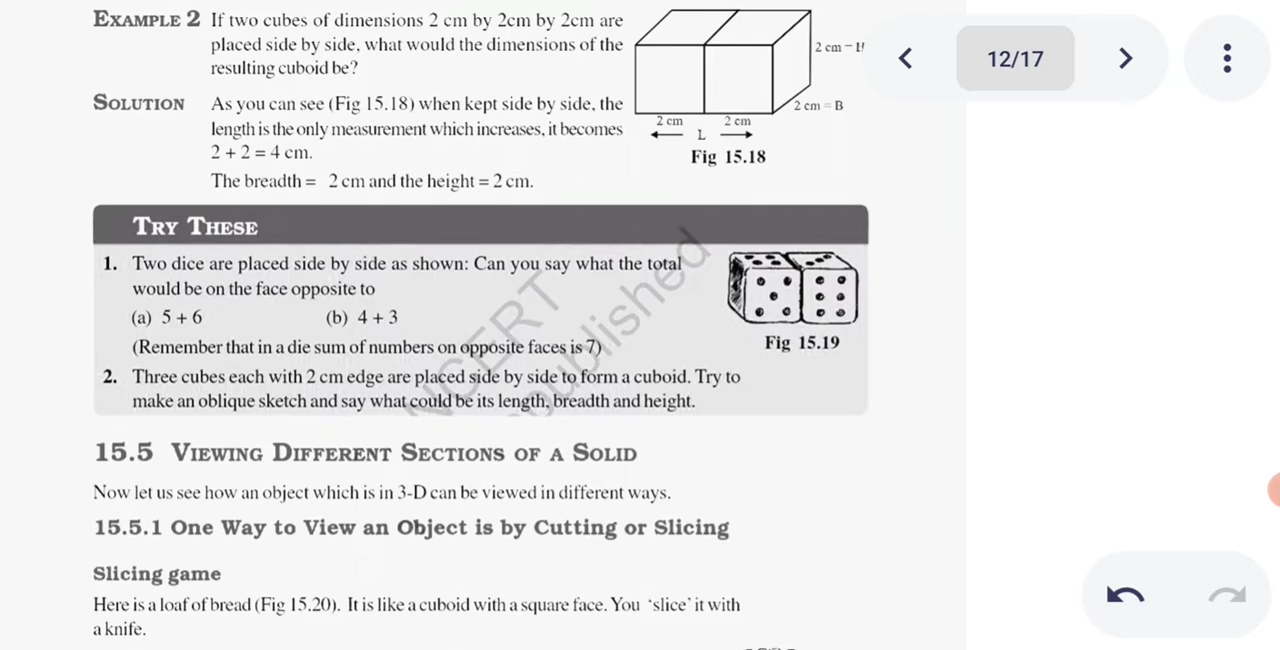 EXAMPLE 2 If two cubes of dimensions 2 cm by 2cm by 2cm are
placed side by side, what would the dimensions of the
resulting cuboid be?
SOLUTION As you can see (Fig 15.18) when kept side by side, the
length is the only measurement which increases, it becomes
2 + 2 = 4 cm.
The breadth = 2 cm and the height = 2 cm.
2 cm – H
2 cm = B
2 cm 2 cm
L
Fig 15.18
12/17
TRY THESE
1. Two dice are placed side by side as shown: Can you say what the total
would be on the face opposite to
(a) 5 + 6 (b) 4 + 3
(Remember that in a die sum of numbers on opposite faces is 7)
Fig 15.19
2. Three cubes each with 2 cm edge are placed side by side to form a cuboid. Try to
make an oblique sketch and say what could be its length, breadth and height.
NCERT
published
15.5 VIEWING DIFFERENT SECTIONS OF A SOLID
Now let us see how an object which is in 3-D can be viewed in different ways.
15.5.1 One Way to View an Object is by Cutting or Slicing
Slicing game
Here is a loaf of bread (Fig 15.20). It is like a cuboid with a square face. You ‘slice’ it with
a knife.